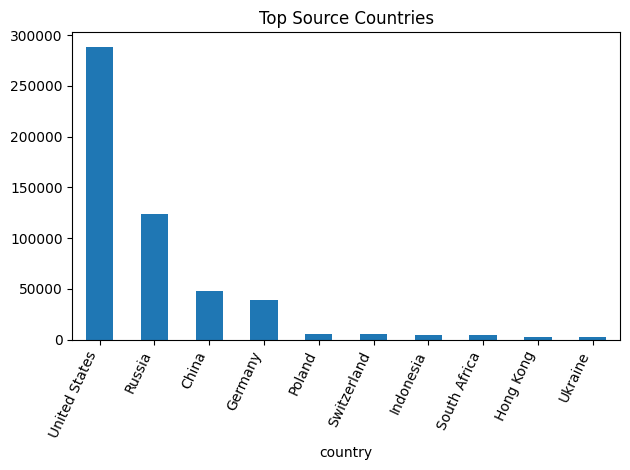 Top Source Countries
300000
250000
200000
150000
100000
50000
0
United States
Russia
China
Germany
Poland
Switzerland
Indonesia
South Africa
Hong Kong
Ukraine
country